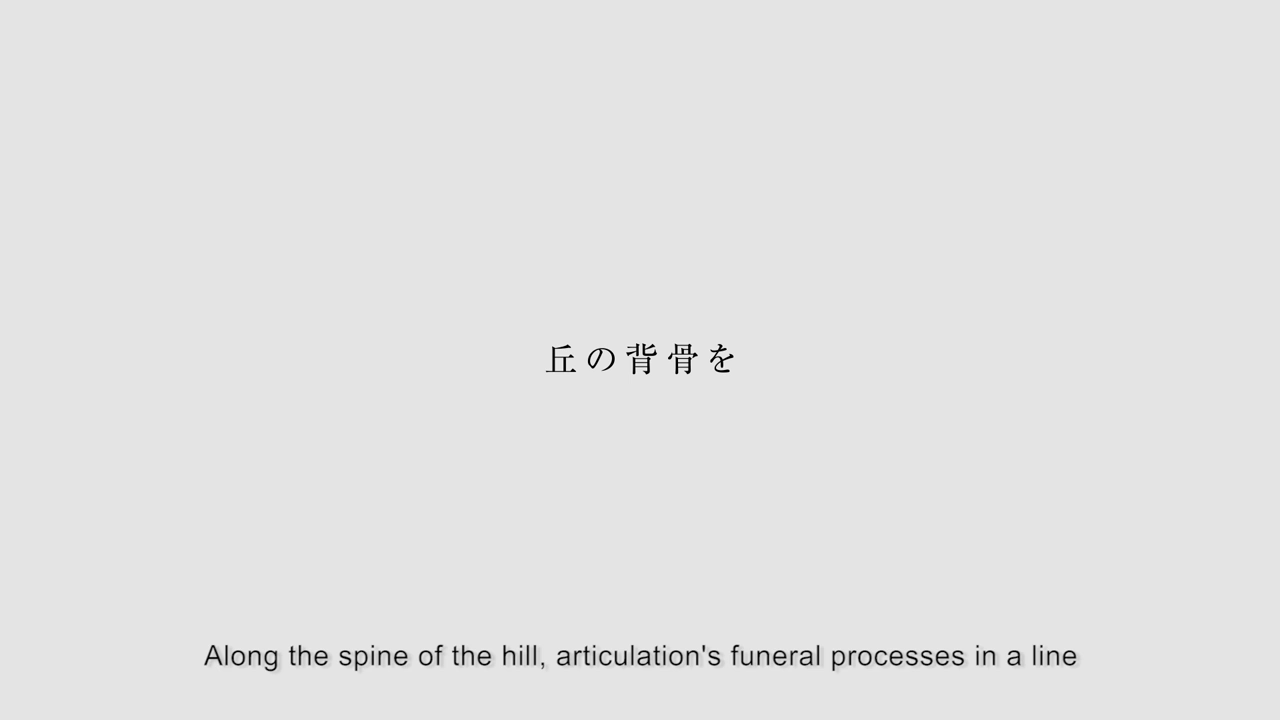 丘の背骨を
Along the spine of the hill, articulation's funeral processes in a line